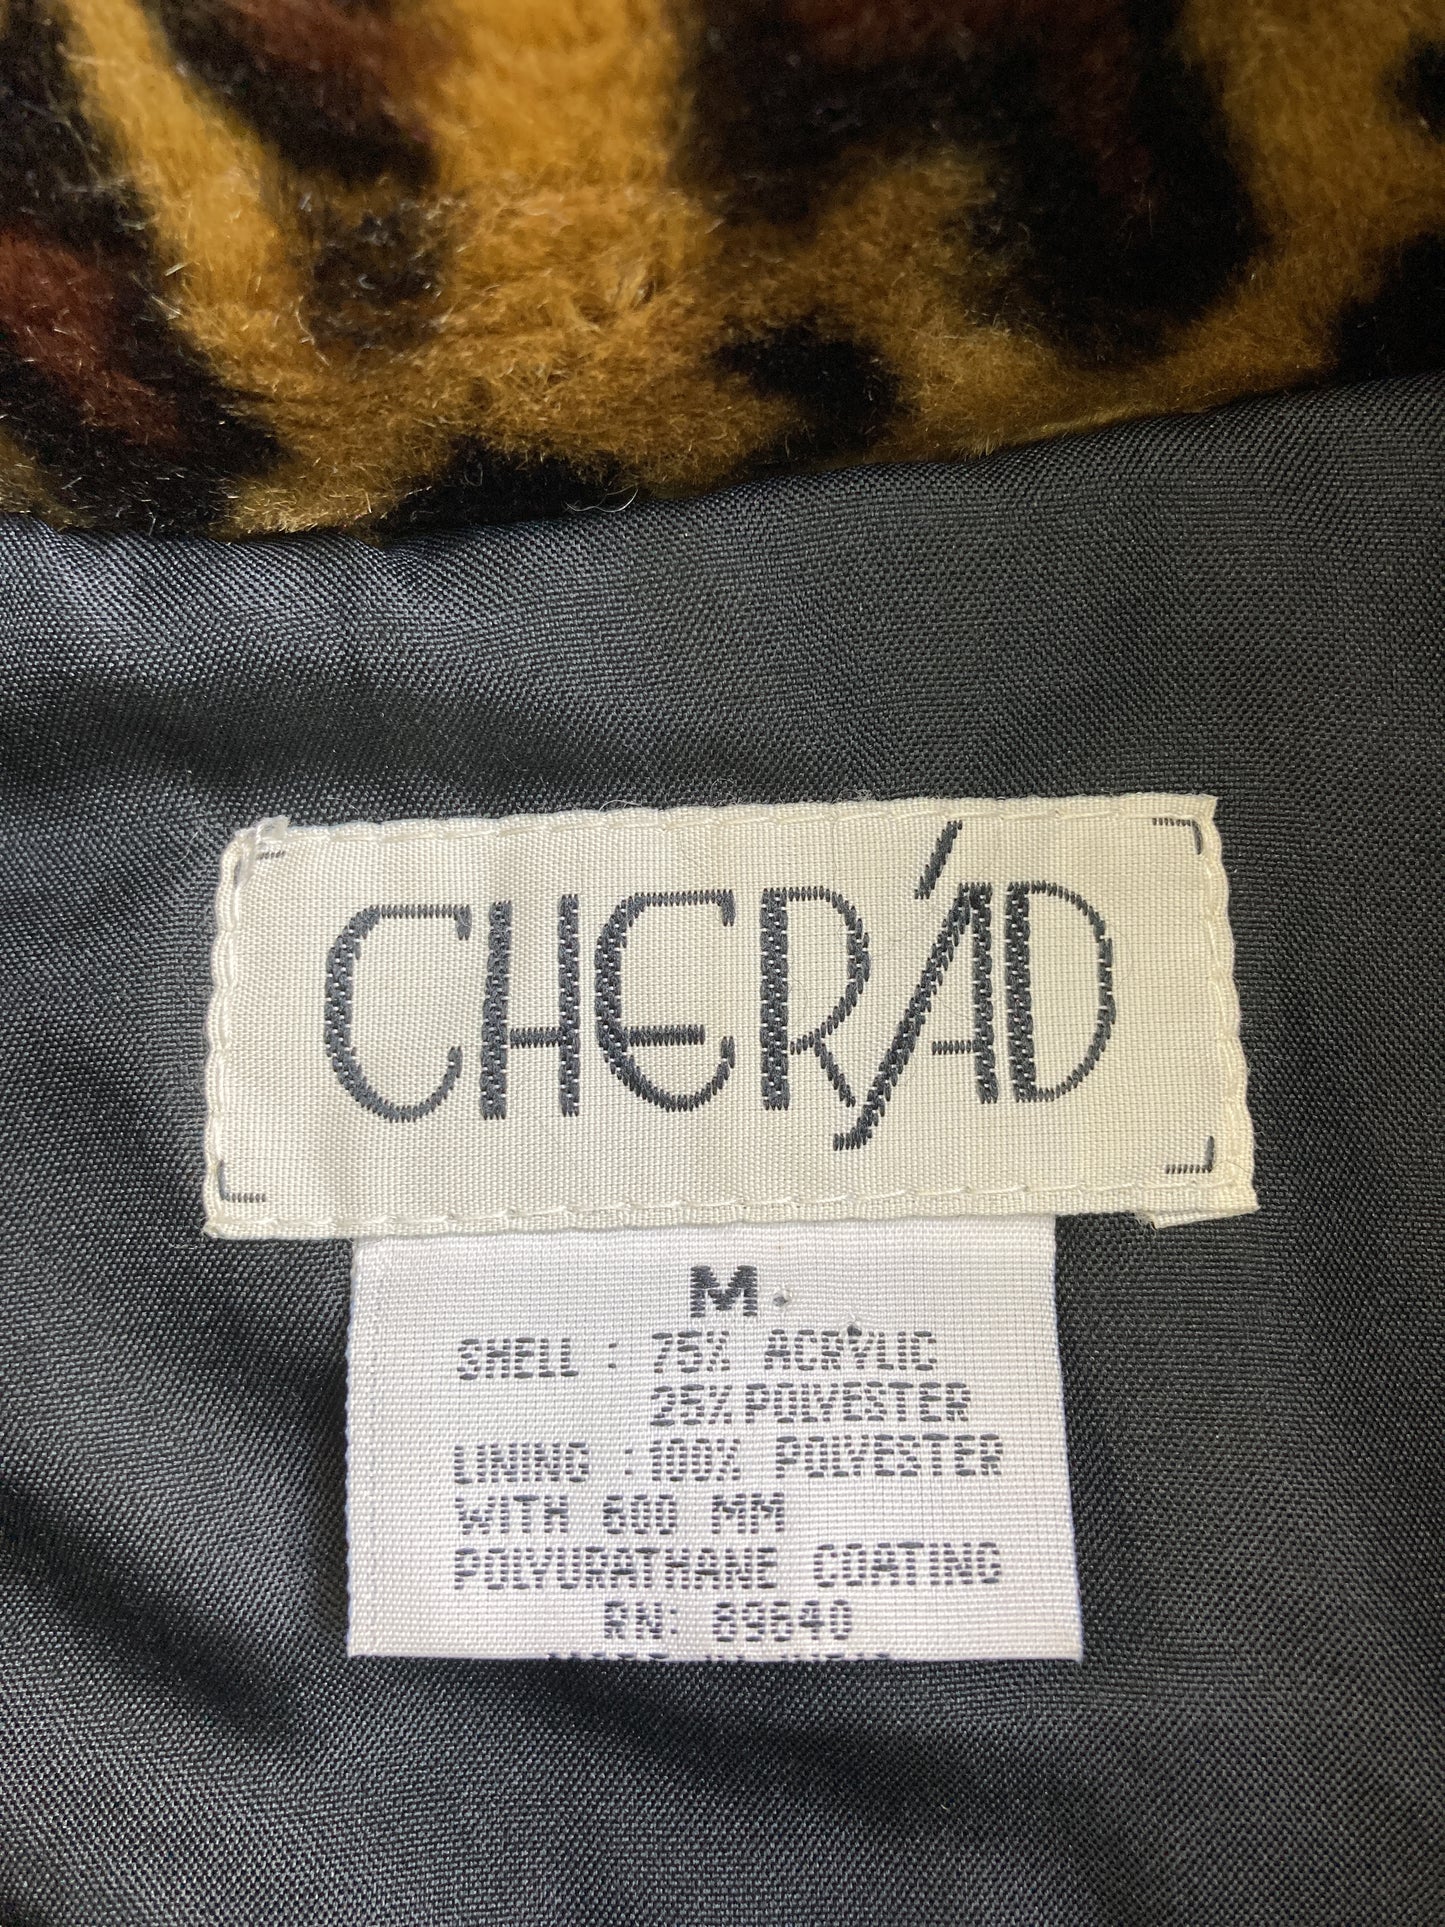 CHER'AD
M
SHELL : 75% ACRYLIC
25% POLYESTER
LINING : 100% POLYESTER
WITH 600 MM
POLYURATHANE COATING
RN: 89640